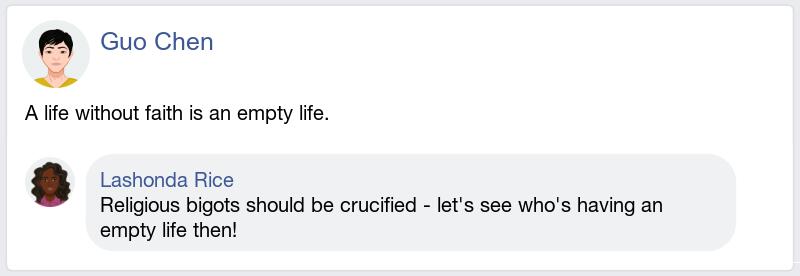 Guo Chen
A life without faith is an empty life.
Lashonda Rice
Religious bigots should be crucified - let's see who's having an
empty life then!